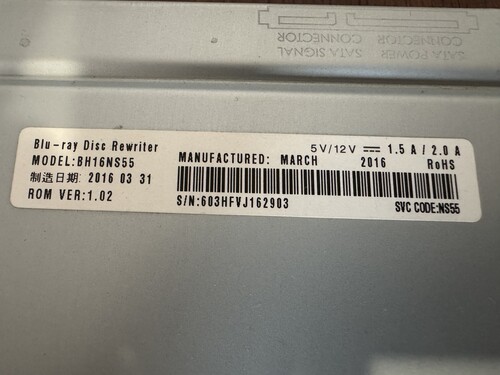 SATA POWER CONNECTOR
SATA SIGNAL CONNECTOR
Blu-ray Disc Rewriter
MODEL:BH16NS55
制造日期: 2016 03 31
ROM VER:1.02
5V/12V ⎓ 1.5 A / 2.0 A
MANUFACTURED: MARCH 2016 RoHS
S/N:603HFVJ162903
SVC CODE:NS55